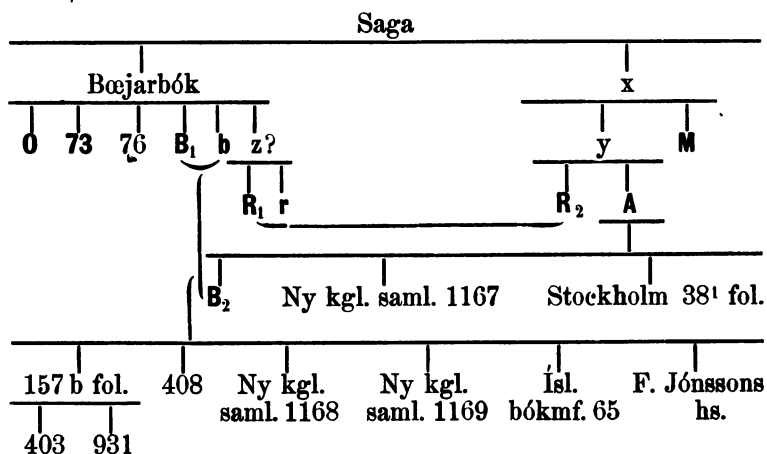 Saga
Bœjarbók x
O 73 76 B₁ b z? y M
R₁ r R₂ A
B₂ Ny kgl. saml. 1167 Stockholm 38¹ fol.
157 b fol. 408 Ny kgl. Ny kgl. Ísl. F. Jónssons
saml. 1168 saml. 1169 bókmf. 65 hs.
403 931